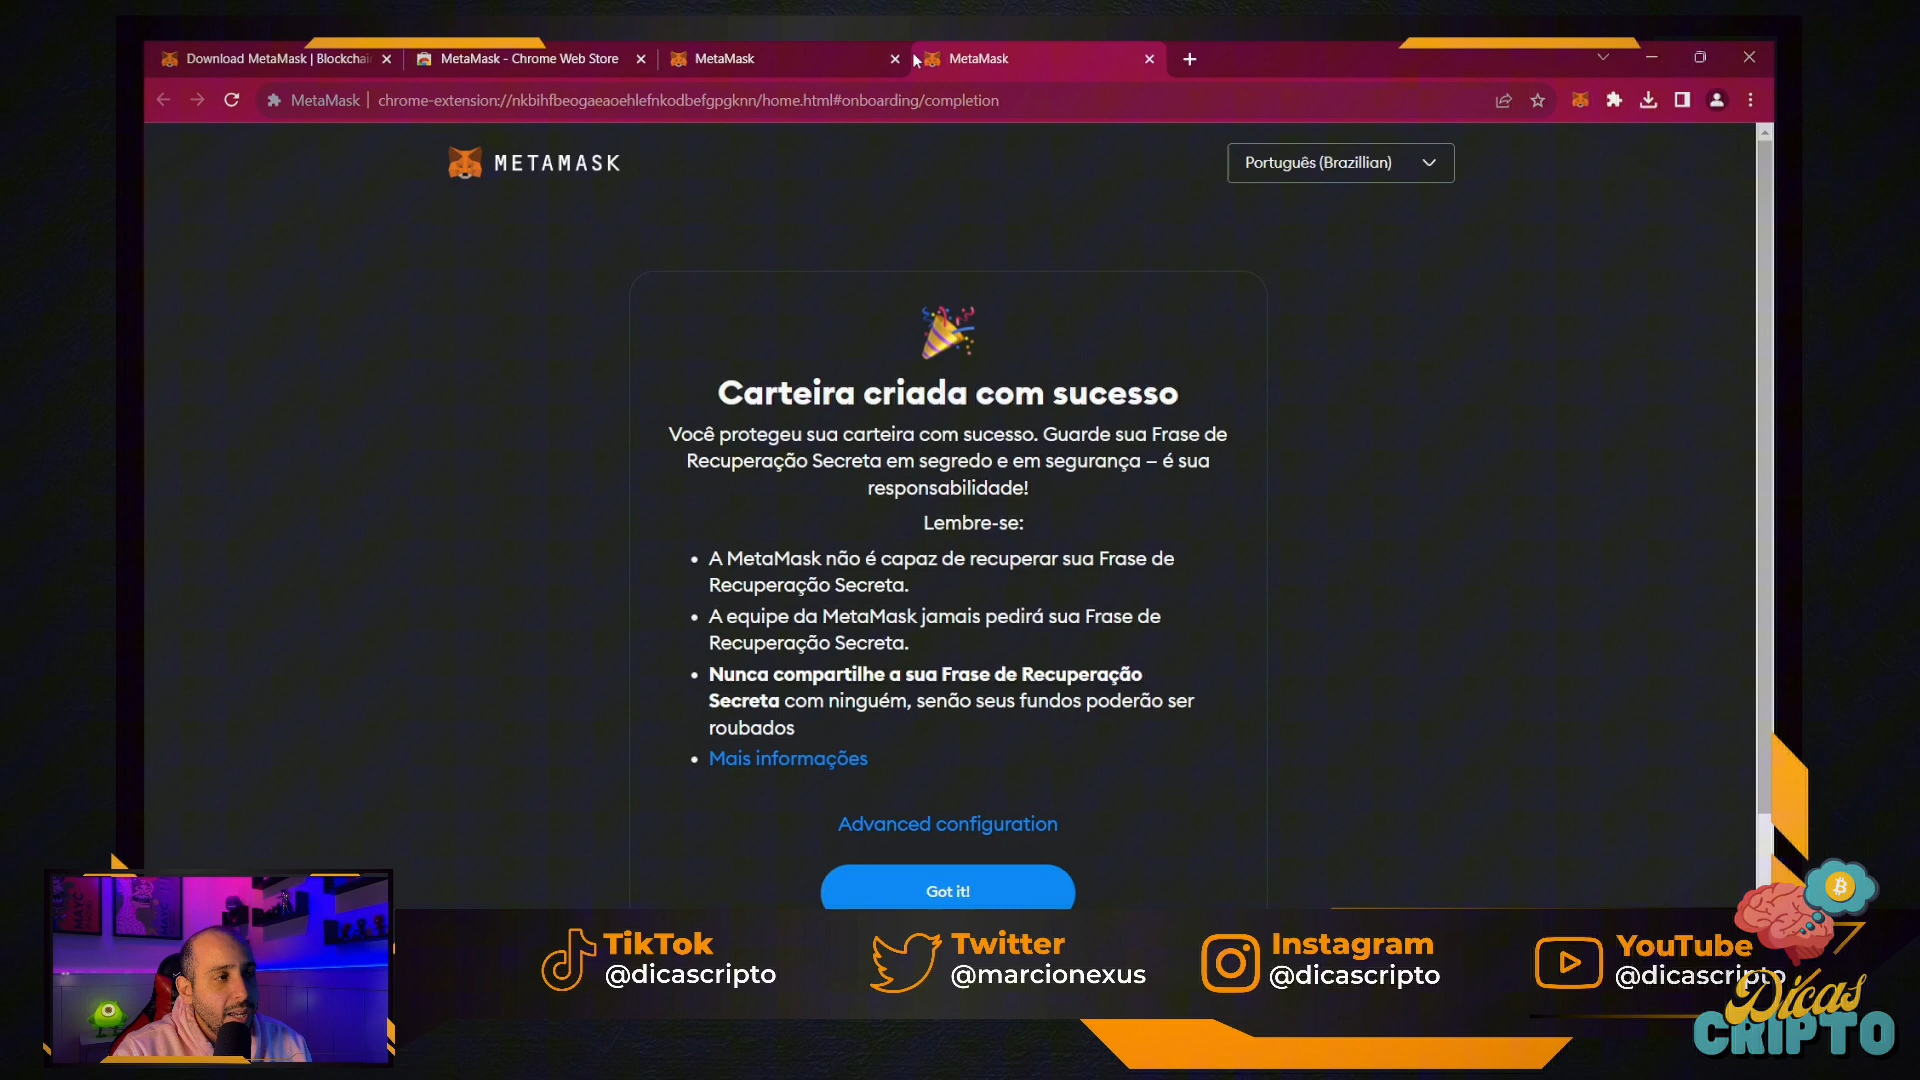 Download MetaMask | Blockchai
MetaMask - Chrome Web Store
MetaMask
MetaMask
MetaMask
chrome-extension://nkbihfbeogaeaoehlefnkodbefgpgknn/home.html#onboarding/completion
METAMASK
Português (Brazillian)
Carteira criada com sucesso
Você protegeu sua carteira com sucesso. Guarde sua Frase de
Recuperação Secreta em segredo e em segurança – é sua
responsabilidade!
Lembre-se:
• A MetaMask não é capaz de recuperar sua Frase de
Recuperação Secreta.
• A equipe da MetaMask jamais pedirá sua Frase de
Recuperação Secreta.
• Nunca compartilhe a sua Frase de Recuperação
Secreta com ninguém, senão seus fundos poderão ser
roubados
• Mais informações
Advanced configuration
Got it!
TikTok
@dicascripto
Twitter
@marcionexus
Instagram
@dicascripto
YouTube
@dicascripto
Dicas
CRIPTO